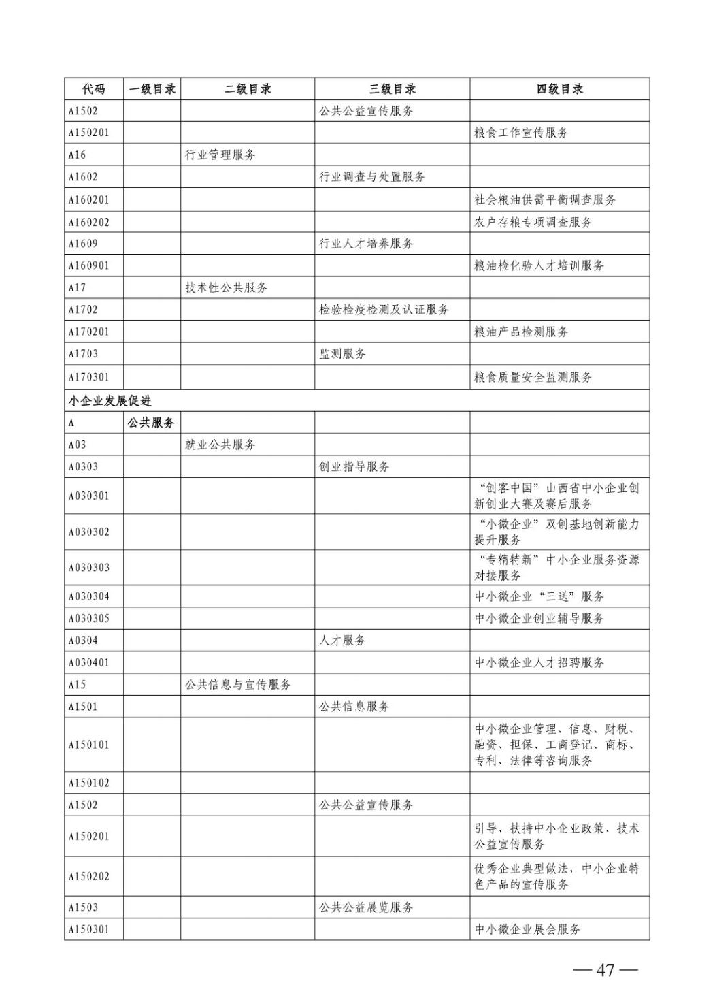 代码 一级目录 二级目录 三级目录 四级目录
A1502 公共公益宣传服务
A150201 粮食工作宣传服务
A16 行业管理服务
A1602 行业调查与处置服务
A160201 社会粮油供需平衡调查服务
A160202 农户存粮专项调查服务
A1609 行业人才培养服务
A160901 粮油检化验人才培训服务
A17 技术性公共服务
A1702 检验检疫检测及认证服务
A170201 粮油产品检测服务
A1703 监测服务
A170301 粮食质量安全监测服务
小企业发展促进
A 公共服务
A03 就业公共服务
A0303 创业指导服务
A030301 “创客中国”山西省中小企业创
新创业大赛及赛后服务
A030302 “小微企业”双创基地创新能力
提升服务
A030303 “专精特新”中小企业服务资源
对接服务
A030304 中小微企业“三送”服务
A030305 中小微企业创业辅导服务
A0304 人才服务
A030401 中小微企业人才招聘服务
A15 公共信息与宣传服务
A1501 公共信息服务
A150101 中小微企业管理、信息、财税、
融资、担保、工商登记、商标、
专利、法律等咨询服务
A150102
A1502 公共公益宣传服务
A150201 引导、扶持中小企业政策、技术
公益宣传服务
A150202 优秀企业典型做法，中小企业特
色产品的宣传服务
A1503 公共公益展览服务
A150301 中小微企业展会服务
— 47 —